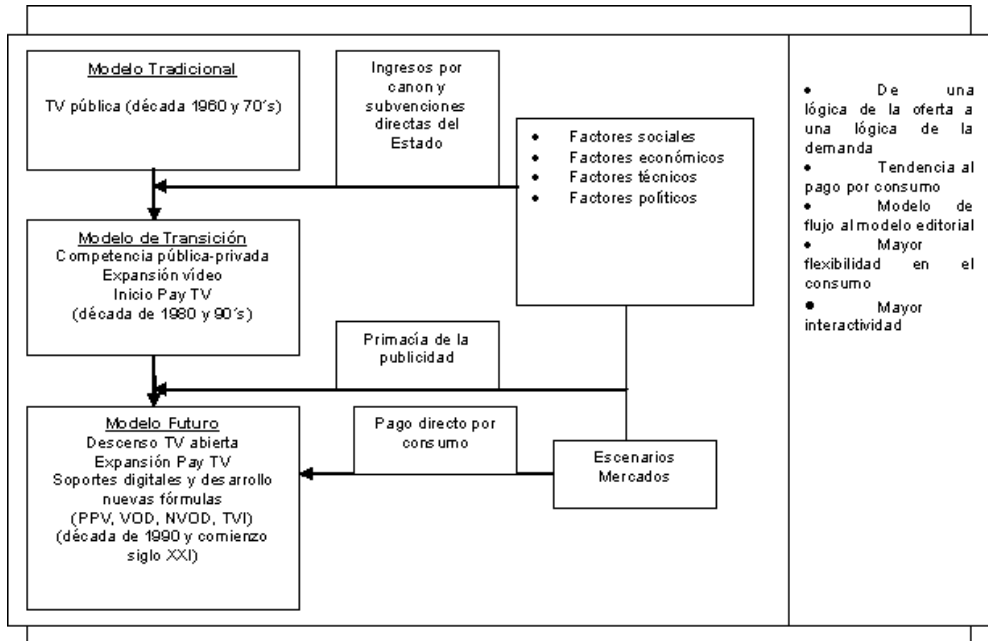 Modelo Tradicional
TV pública (década 1960 y 70´s)
Ingresos por
canon y
subvenciones
directas del
Estado
• Factores sociales
• Factores económicos
• Factores técnicos
• Factores políticos
Modelo de Transición
Competencia pública-privada
Expansión vídeo
Inicio Pay TV
(década de 1980 y 90´s)
Primacía de la
publicidad
Modelo Futuro
Descenso TV abierta
Expansión Pay TV
Soportes digitales y desarrollo
nuevas fórmulas
(PPV, VOD, NVOD, TVI)
(década de 1990 y comienzo
siglo XXI)
Pago directo por
consumo
Escenarios
Mercados
• De una
lógica de la oferta a
una lógica de la
demanda
• Tendencia al
pago por consumo
• Modelo de
flujo al modelo editorial
• Mayor
flexibilidad en el
consumo
• Mayor
interactividad